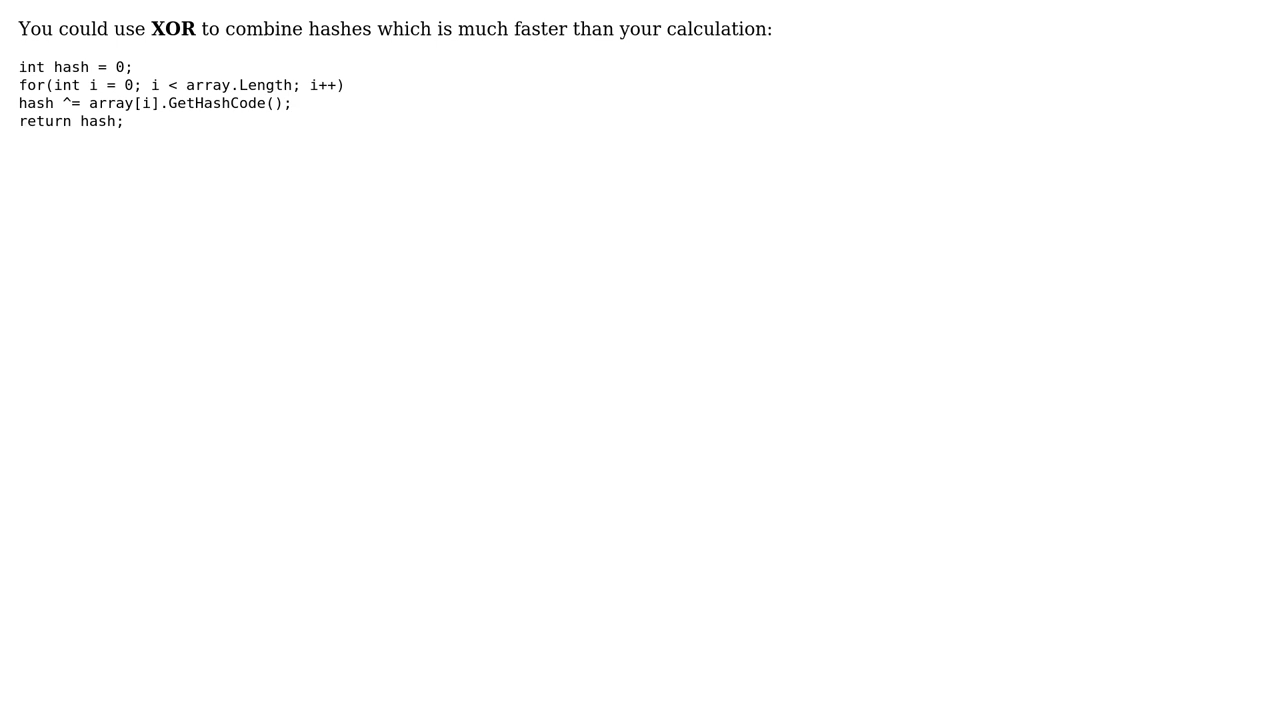 You could use XOR to combine hashes which is much faster than your calculation:
int hash = 0;
for(int i = 0; i < array.Length; i++)
hash ^= array[i].GetHashCode();
return hash;